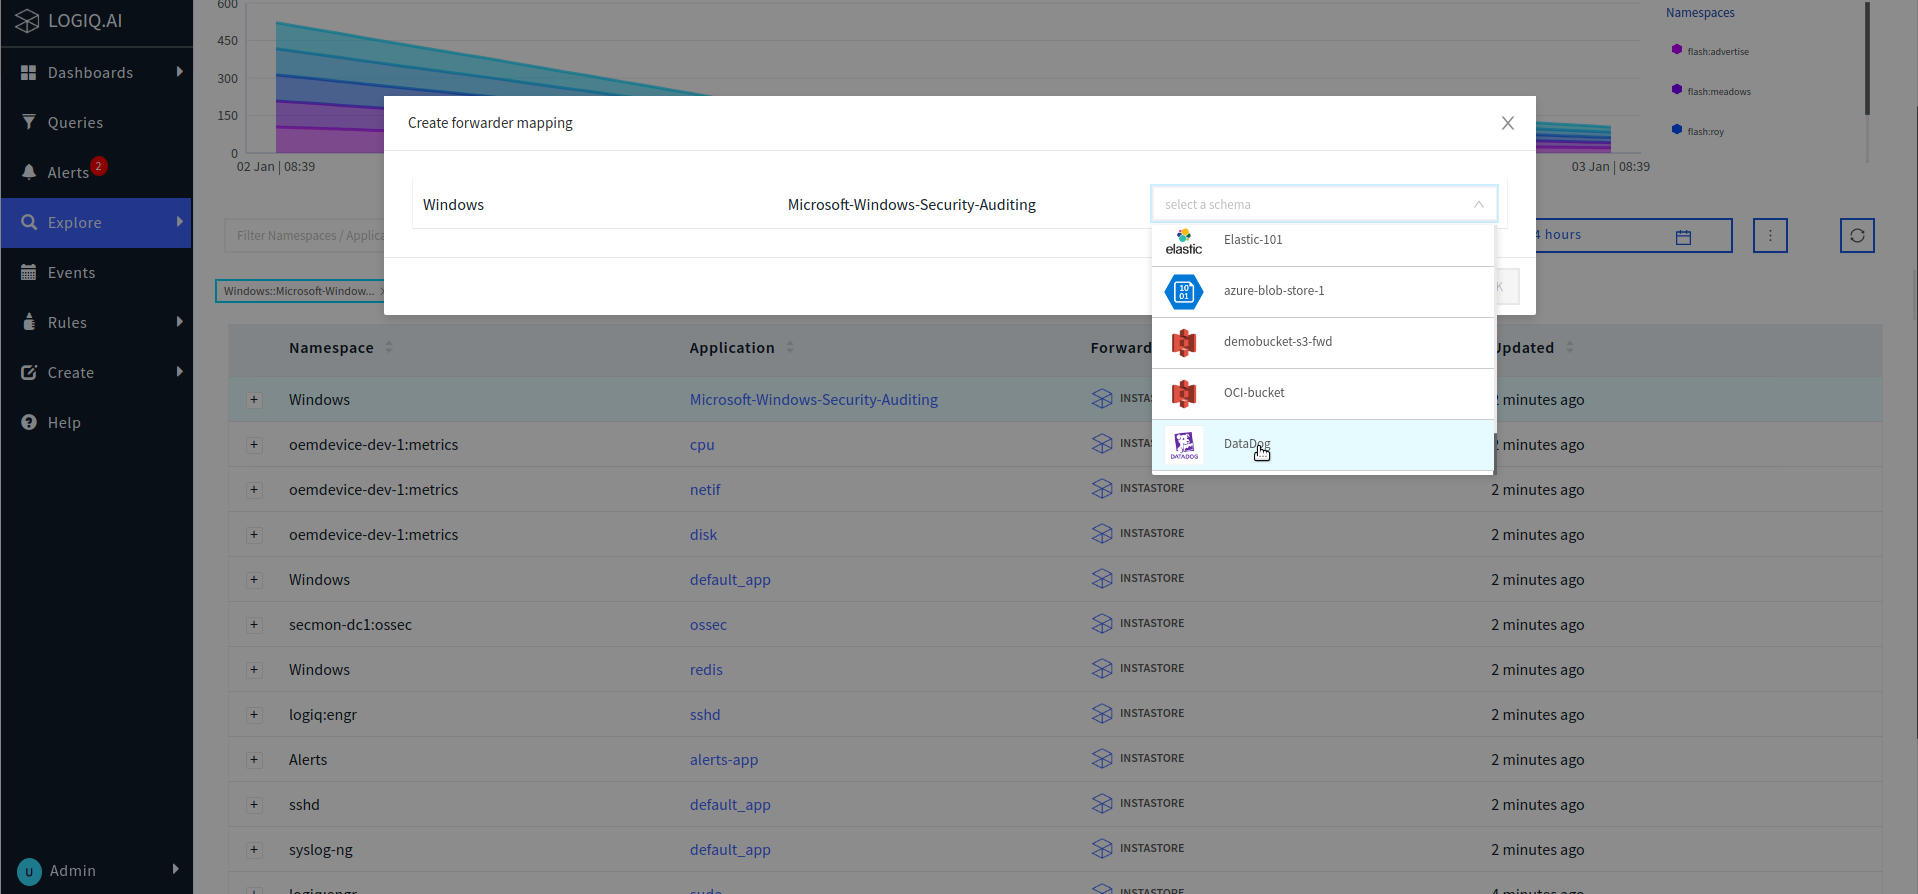 LOGIQ.AI
Dashboards
Queries
Alerts 2
Explore
Events
Rules
Create
Help
U Admin
600
450
300
150
0
02 Jan | 08:39
03 Jan | 08:39
Namespaces
flash:advertise
flash:meadows
flash:roy
Create forwarder mapping
Windows Microsoft-Windows-Security-Auditing select a schema
elastic Elastic-101
10 01 azure-blob-store-1
demobucket-s3-fwd
OCI-bucket
DATADOG DataDog
K
Filter Namespaces / Applica
4 hours
Windows::Microsoft-Window...
Namespace Application Forward Updated
Windows Microsoft-Windows-Security-Auditing INSTA 2 minutes ago
oemdevice-dev-1:metrics cpu INSTA 2 minutes ago
oemdevice-dev-1:metrics netif INSTASTORE 2 minutes ago
oemdevice-dev-1:metrics disk INSTASTORE 2 minutes ago
Windows default_app INSTASTORE 2 minutes ago
secmon-dc1:ossec ossec INSTASTORE 2 minutes ago
Windows redis INSTASTORE 2 minutes ago
logiq:engr sshd INSTASTORE 2 minutes ago
Alerts alerts-app INSTASTORE 2 minutes ago
sshd default_app INSTASTORE 2 minutes ago
syslog-ng default_app INSTASTORE 2 minutes ago
logiq:engr sudo INSTASTORE 4 minutes ago